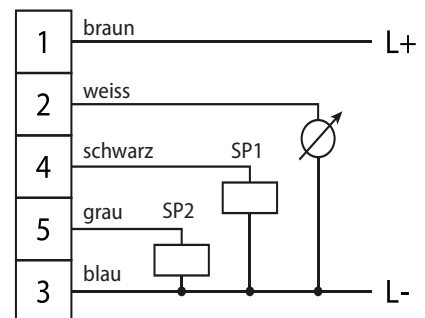 1 braun L+
2 weiss
4 schwarz SP1
5 grau SP2
3 blau L-